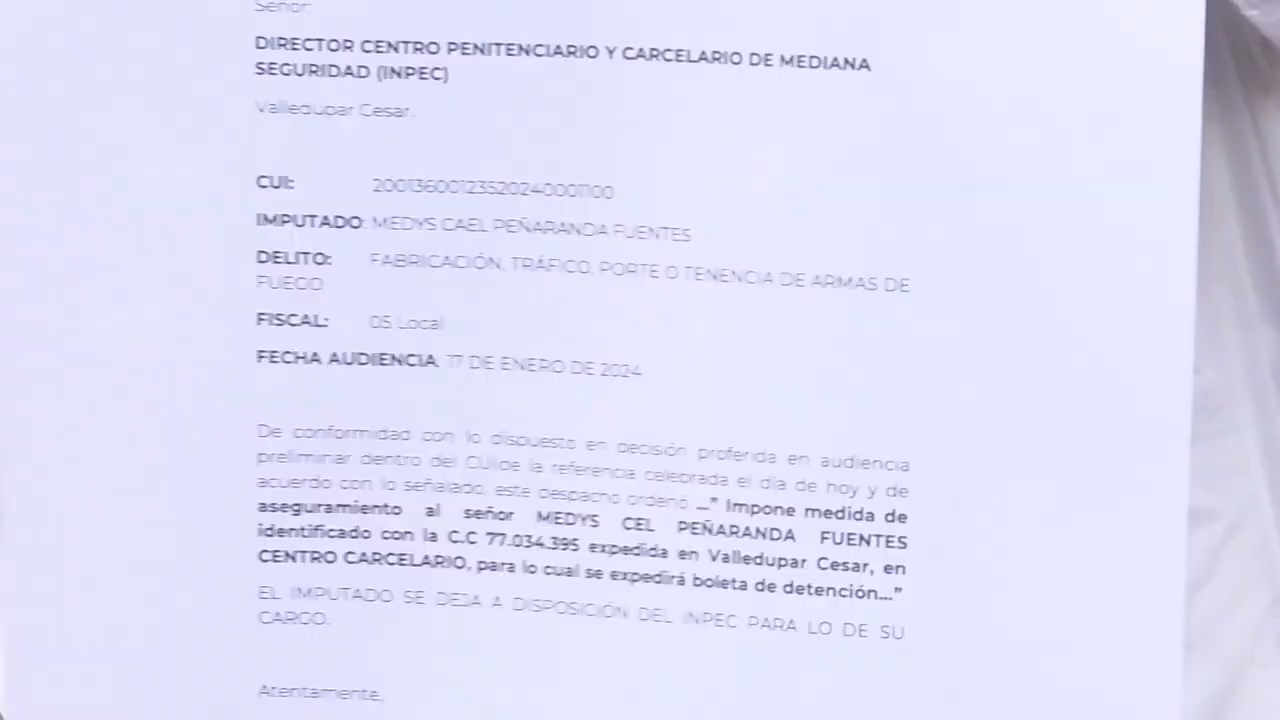 Señor:
DIRECTOR CENTRO PENITENCIARIO Y CARCELARIO DE MEDIANA
SEGURIDAD (INPEC)
Valledupar Cesar.
CUI: 20013600123520240001100
IMPUTADO: MEDYS CAEL PEÑARANDA FUENTES
DELITO: FABRICACIÓN, TRÁFICO, PORTE O TENENCIA DE ARMAS DE
FUEGO
FISCAL: 05 Local
FECHA AUDIENCIA: 17 DE ENERO DE 2024
De conformidad con lo dispuesto en decisión proferida en audiencia
preliminar dentro del CUI de la referencia celebrada el día de hoy y de
acuerdo con lo señalado, este despacho ordenó ..." Impone medida de
aseguramiento al señor MEDYS CEL PEÑARANDA FUENTES
identificado con la C.C 77.034.395 expedida en Valledupar Cesar, en
CENTRO CARCELARIO, para lo cual se expedirá boleta de detención..."
EL IMPUTADO SE DEJA A DISPOSICIÓN DEL INPEC PARA LO DE SU
CARGO.
Atentamente,